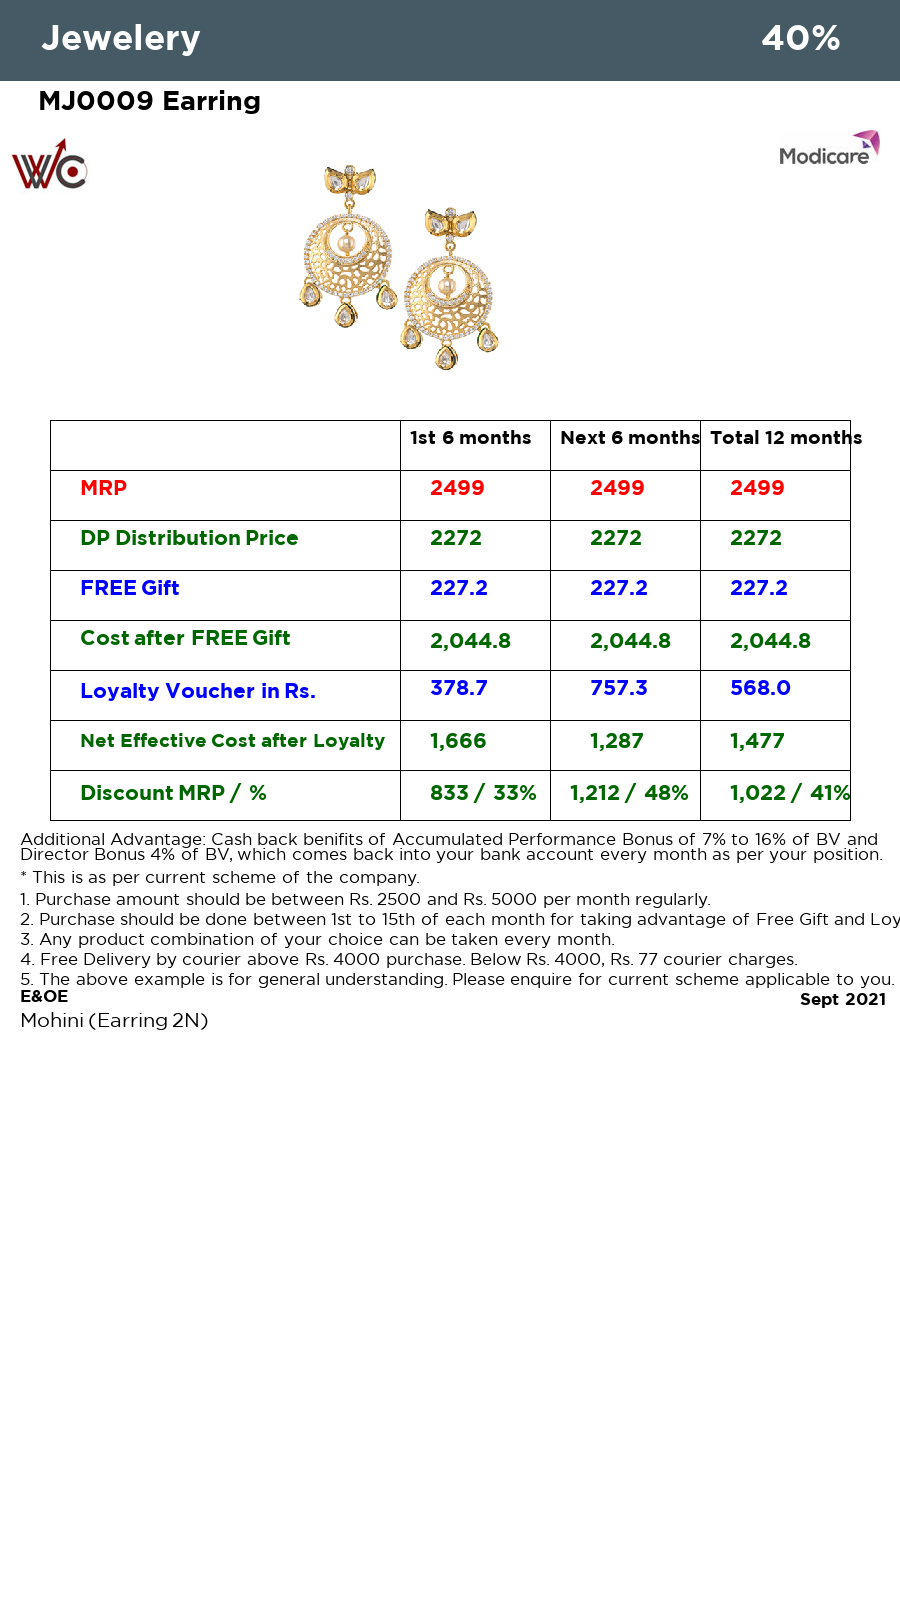 Jewelery 40%
MJ0009 Earring
WC
Modicare
1st 6 months Next 6 months Total 12 months
MRP 2499 2499 2499
DP Distribution Price 2272 2272 2272
FREE Gift 227.2 227.2 227.2
Cost after FREE Gift 2,044.8 2,044.8 2,044.8
Loyalty Voucher in Rs. 378.7 757.3 568.0
Net Effective Cost after Loyalty 1,666 1,287 1,477
Discount MRP / % 833 / 33% 1,212 / 48% 1,022 / 41%
Additional Advantage: Cash back benifits of Accumulated Performance Bonus of 7% to 16% of BV and
Director Bonus 4% of BV, which comes back into your bank account every month as per your position.
* This is as per current scheme of the company.
1. Purchase amount should be between Rs. 2500 and Rs. 5000 per month regularly.
2. Purchase should be done between 1st to 15th of each month for taking advantage of Free Gift and Loy
3. Any product combination of your choice can be taken every month.
4. Free Delivery by courier above Rs. 4000 purchase. Below Rs. 4000, Rs. 77 courier charges.
5. The above example is for general understanding. Please enquire for current scheme applicable to you.
E&OE
Sept 2021
Mohini (Earring 2N)